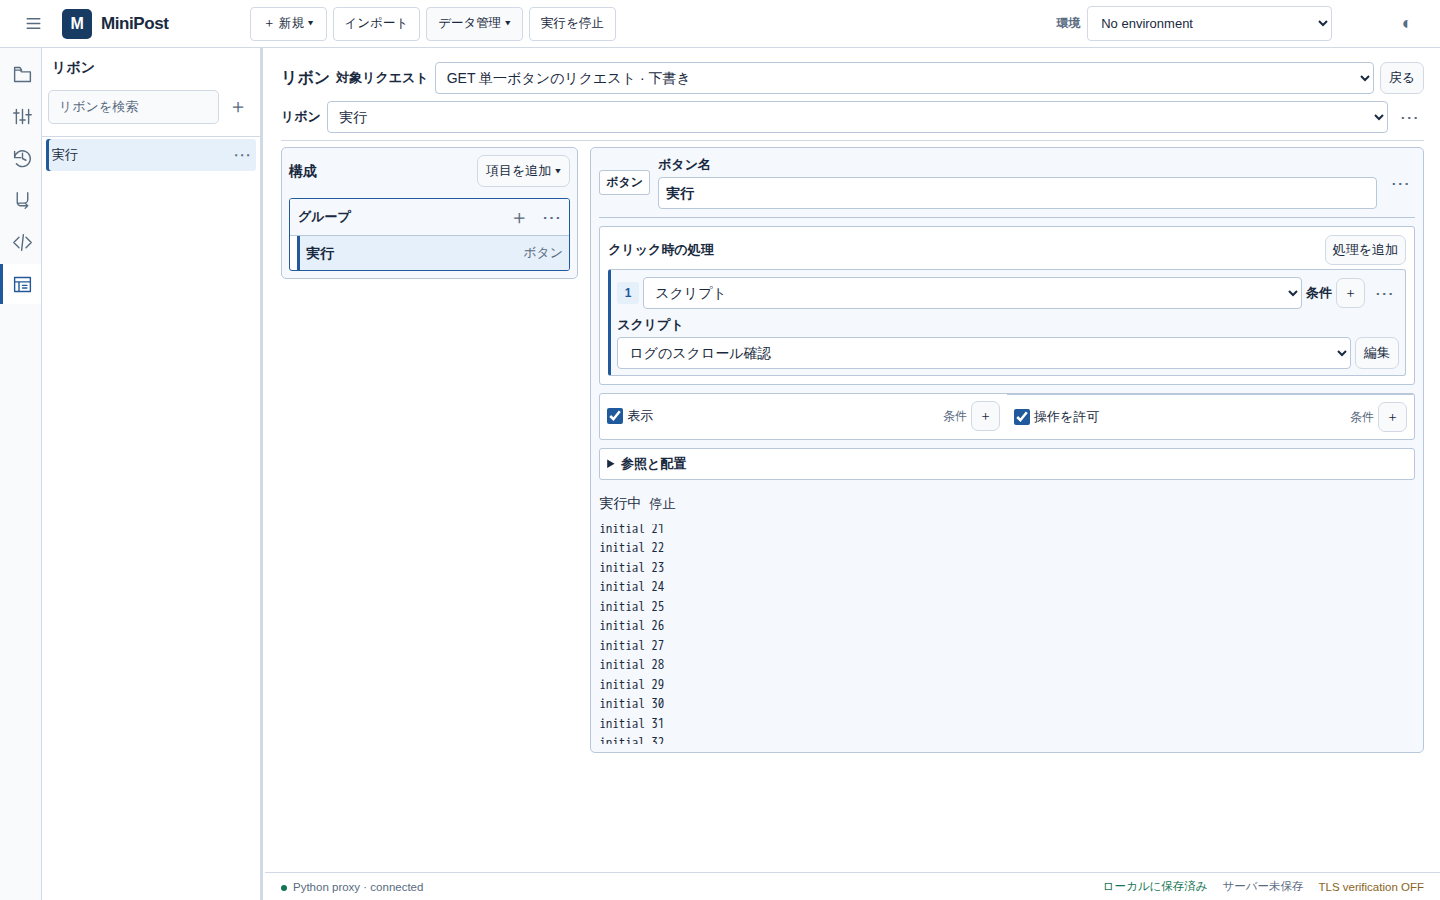 M MiniPost ＋ 新規 ▾ インポート データ管理 ▾ 実行を停止 環境 No environment
リボン
リボンを検索 ＋
実行 …
リボン 対象リクエスト GET 単一ボタンのリクエスト · 下書き 戻る
リボン 実行 …
構成 項目を追加 ▾
グループ ＋ …
実行 ボタン
ボタン ボタン名 …
実行
クリック時の処理 処理を追加
1 スクリプト 条件 ＋ …
スクリプト
ログのスクロール確認 編集
表示 条件 ＋ 操作を許可 条件 ＋
▶ 参照と配置
実行中 停止
initial 21
initial 22
initial 23
initial 24
initial 25
initial 26
initial 27
initial 28
initial 29
initial 30
initial 31
initial 32
Python proxy · connected ローカルに保存済み サーバー未保存 TLS verification OFF